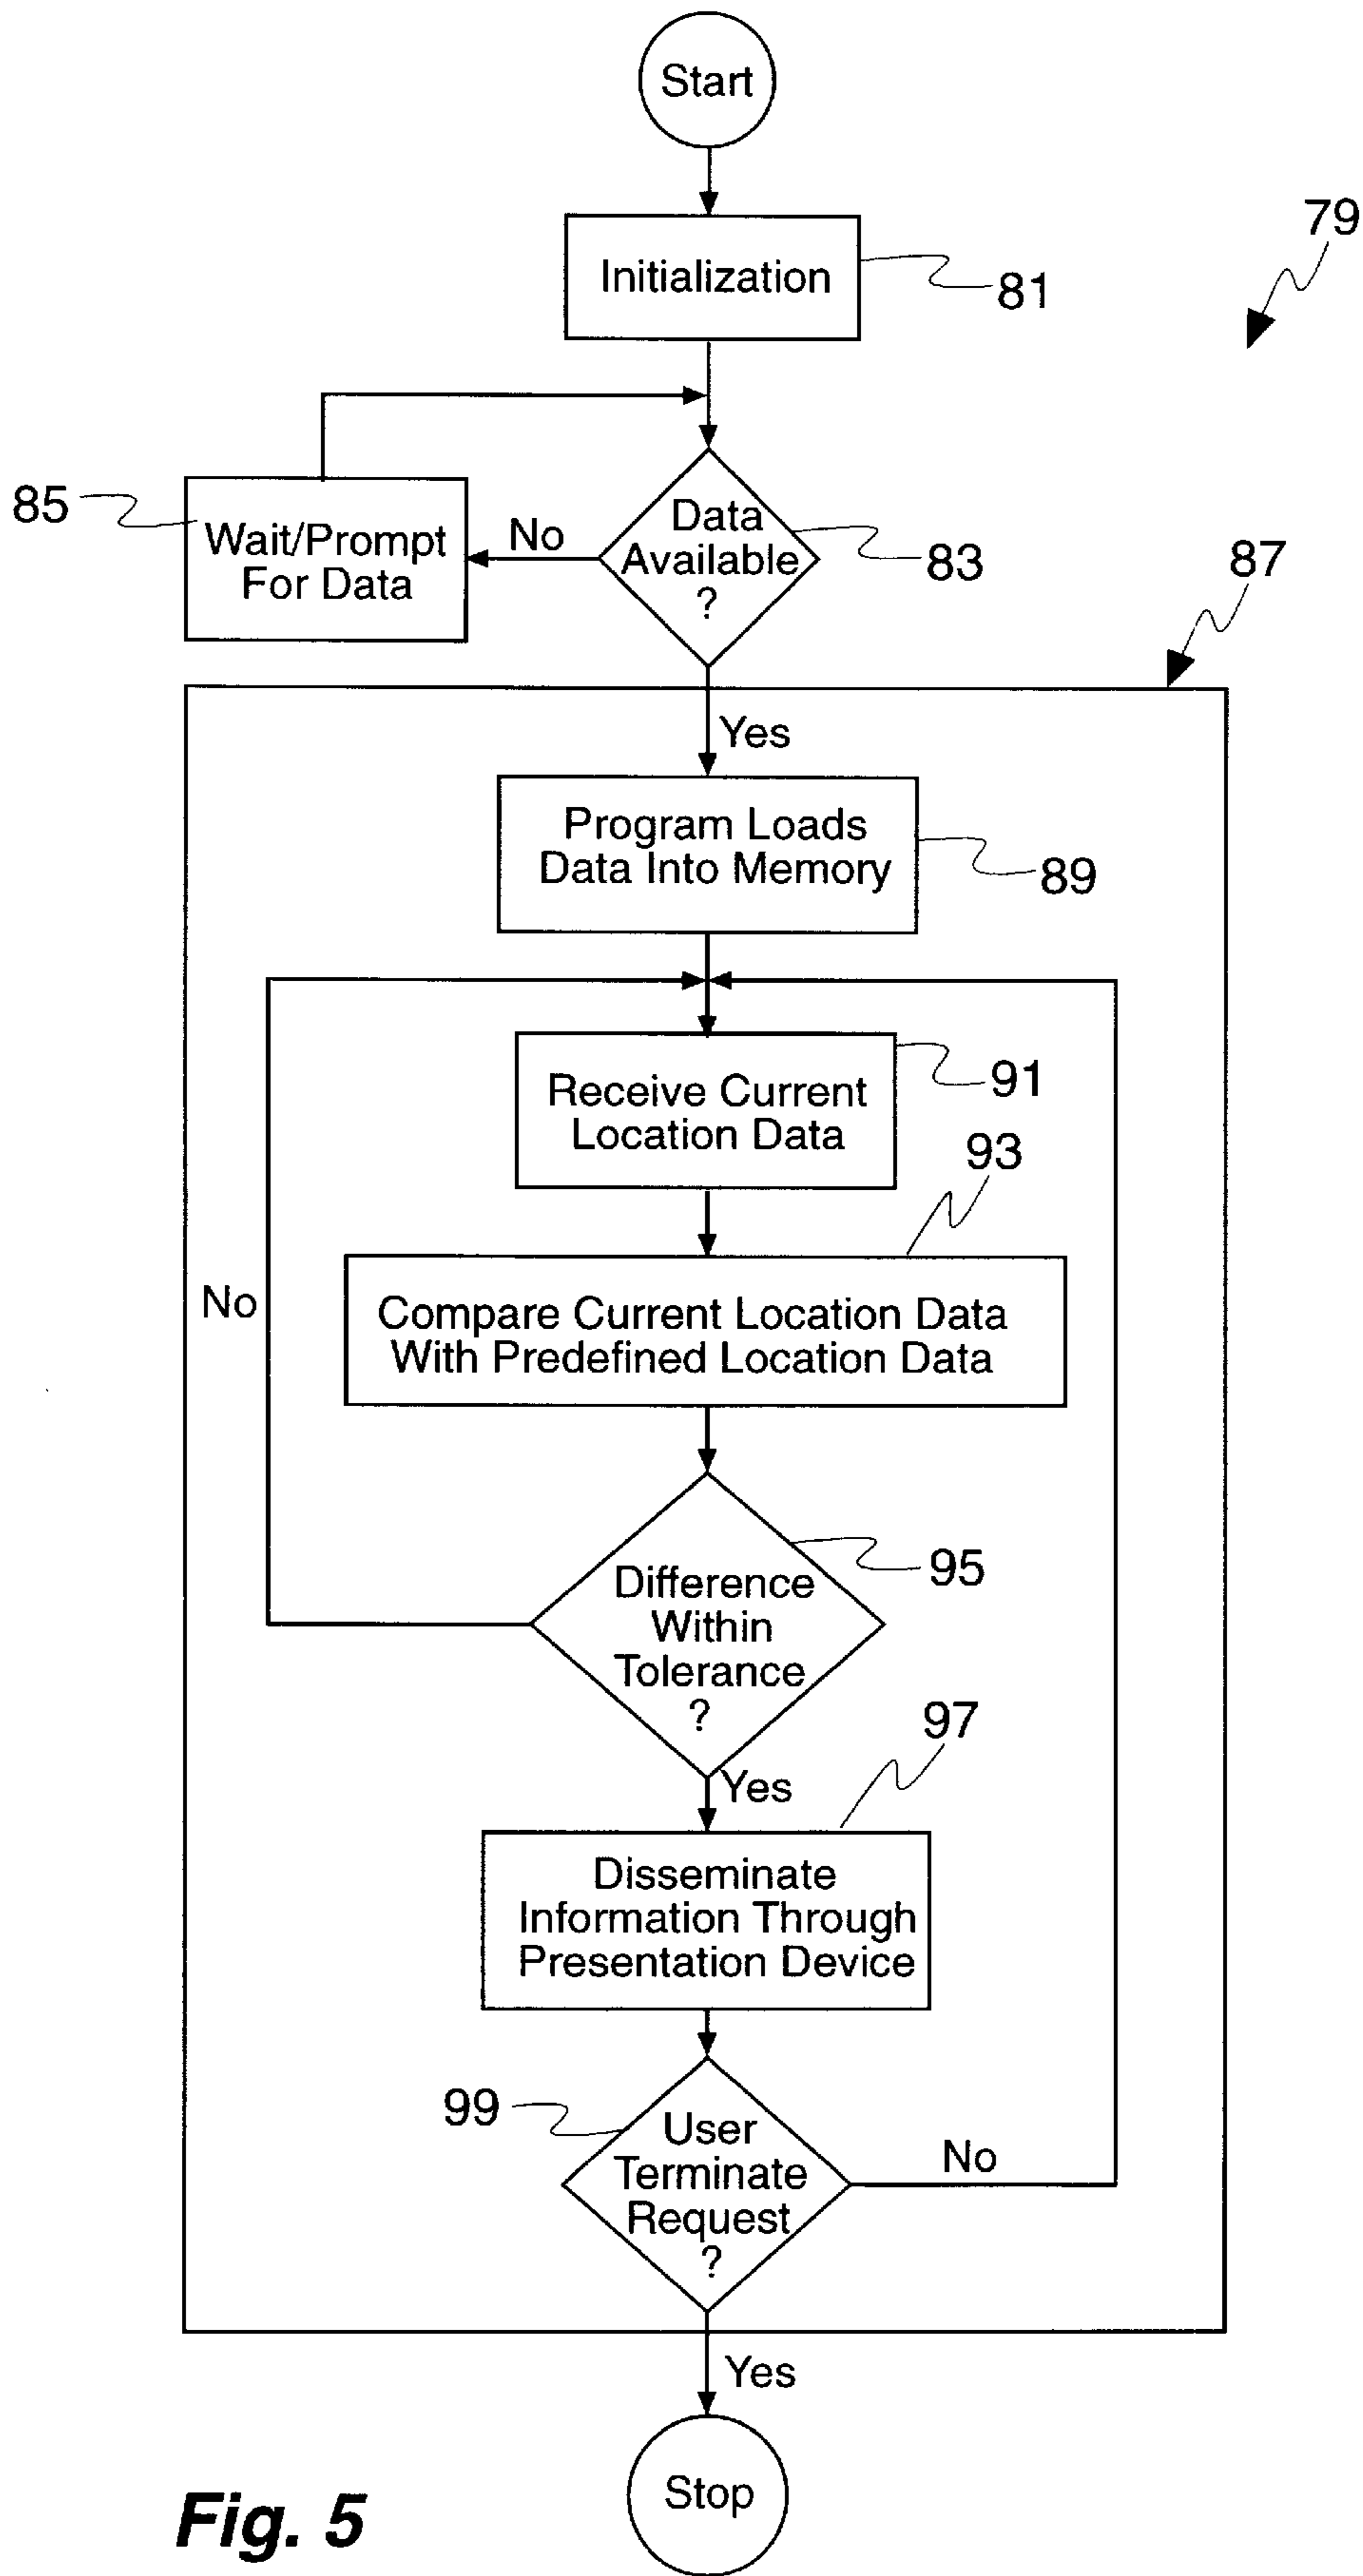 Start
79
Initialization
81
85
Wait/Prompt
For Data
No
Data
Available
?
83
87
Yes
Program Loads
Data Into Memory
89
Receive Current
Location Data
91
93
Compare Current Location Data
With Predefined Location Data
No
Difference
Within
Tolerance
?
95
Yes
97
Disseminate
Information Through
Presentation Device
99
User
Terminate
Request
?
No
Yes
Stop
Fig. 5